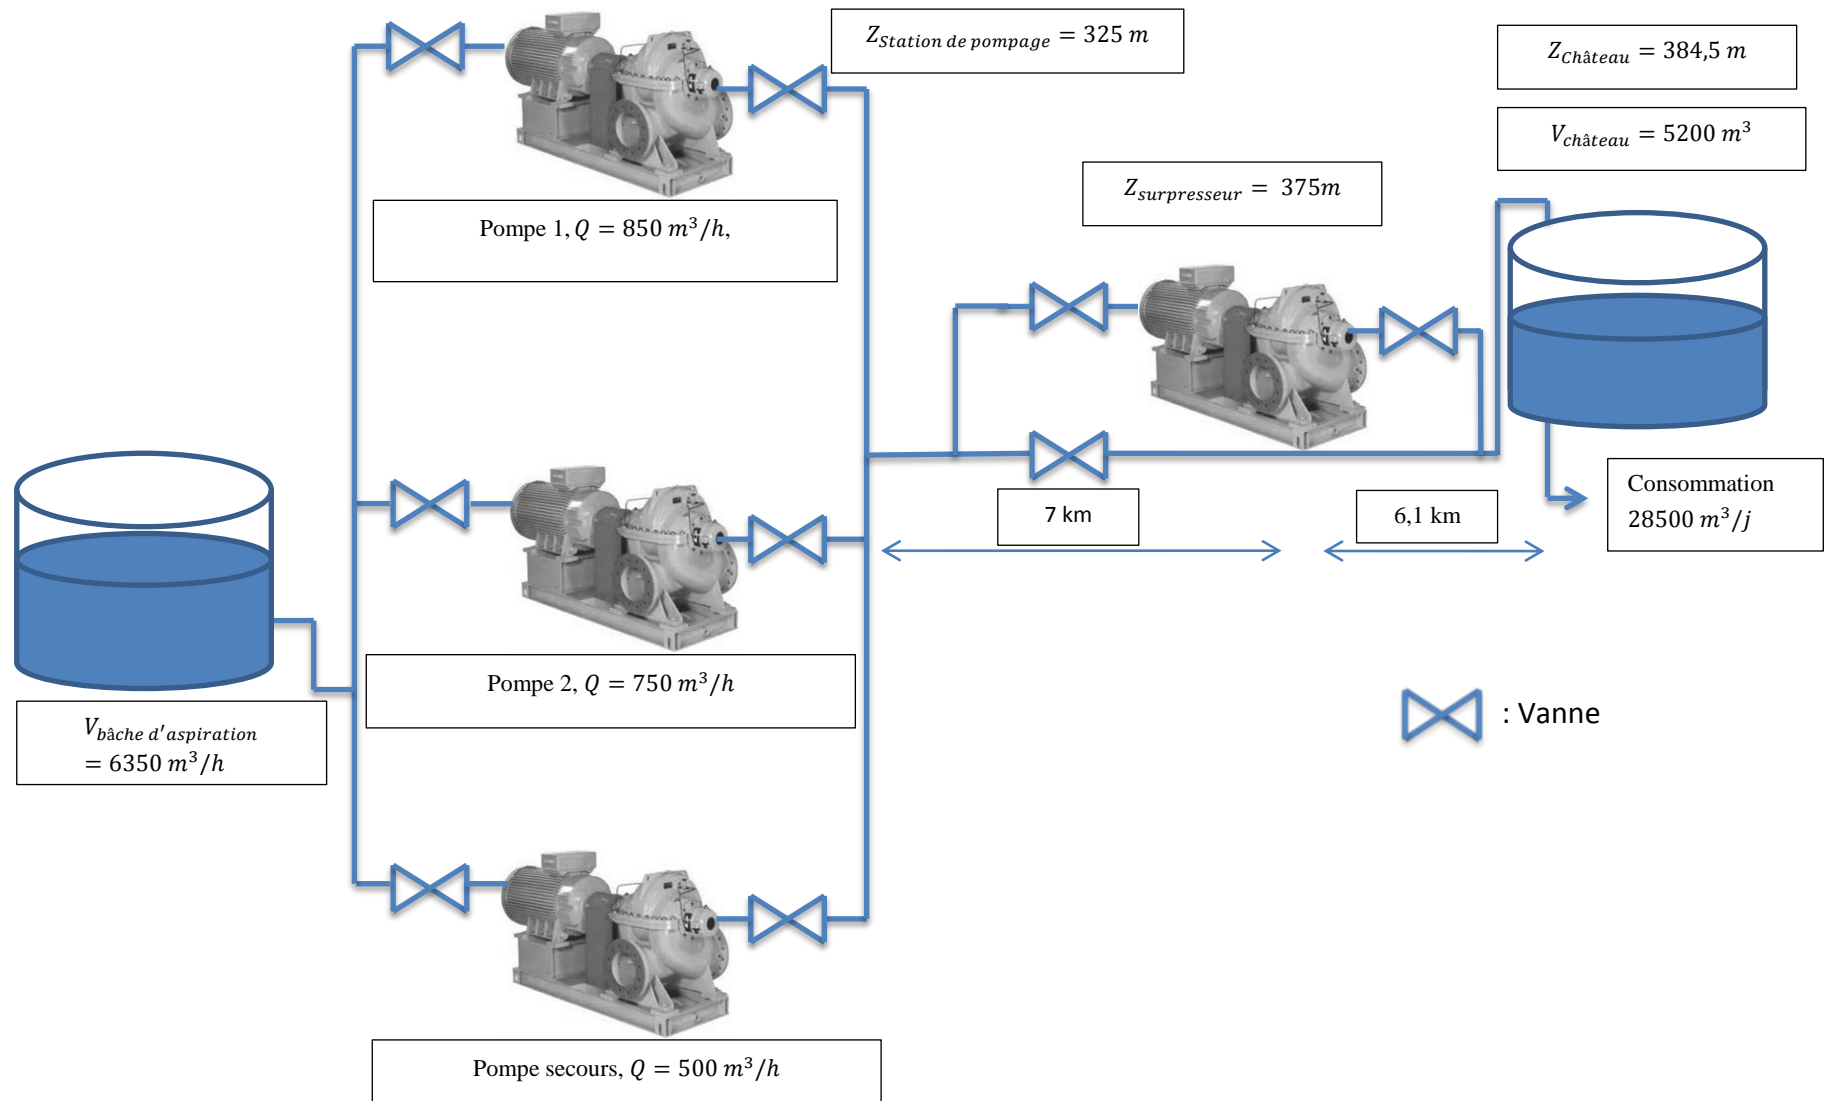 Z_Station de pompage = 325 m
Z_Château = 384,5 m
V_château = 5200 m³
Z_surpresseur = 375m
Pompe 1, Q = 850 m³/h,
Consommation
28500 m³/j
7 km
6,1 km
Pompe 2, Q = 750 m³/h
: Vanne
V_bâche d'aspiration
= 6350 m³/h
Pompe secours, Q = 500 m³/h